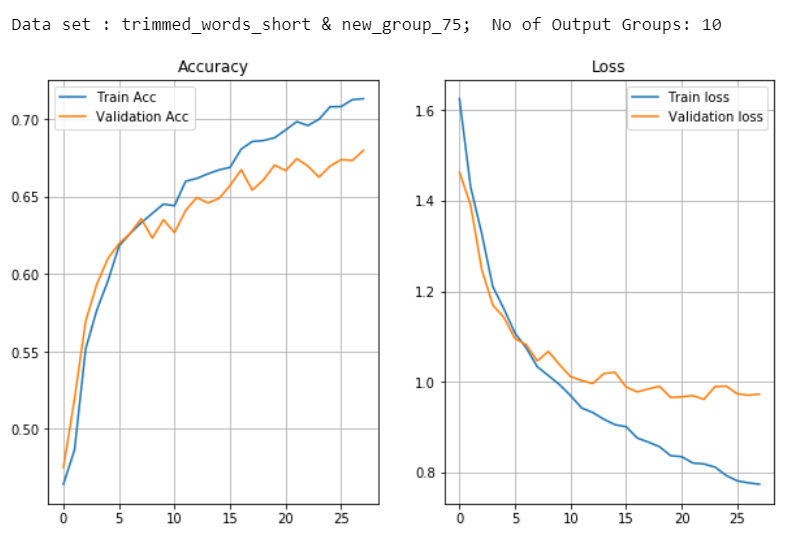 Data set : trimmed_words_short & new_group_75;  No of Output Groups: 10
Accuracy
Train Acc
Validation Acc
0.70
0.65
0.60
0.55
0.50
0 5 10 15 20 25
Loss
Train loss
Validation loss
1.6
1.4
1.2
1.0
0.8
0 5 10 15 20 25